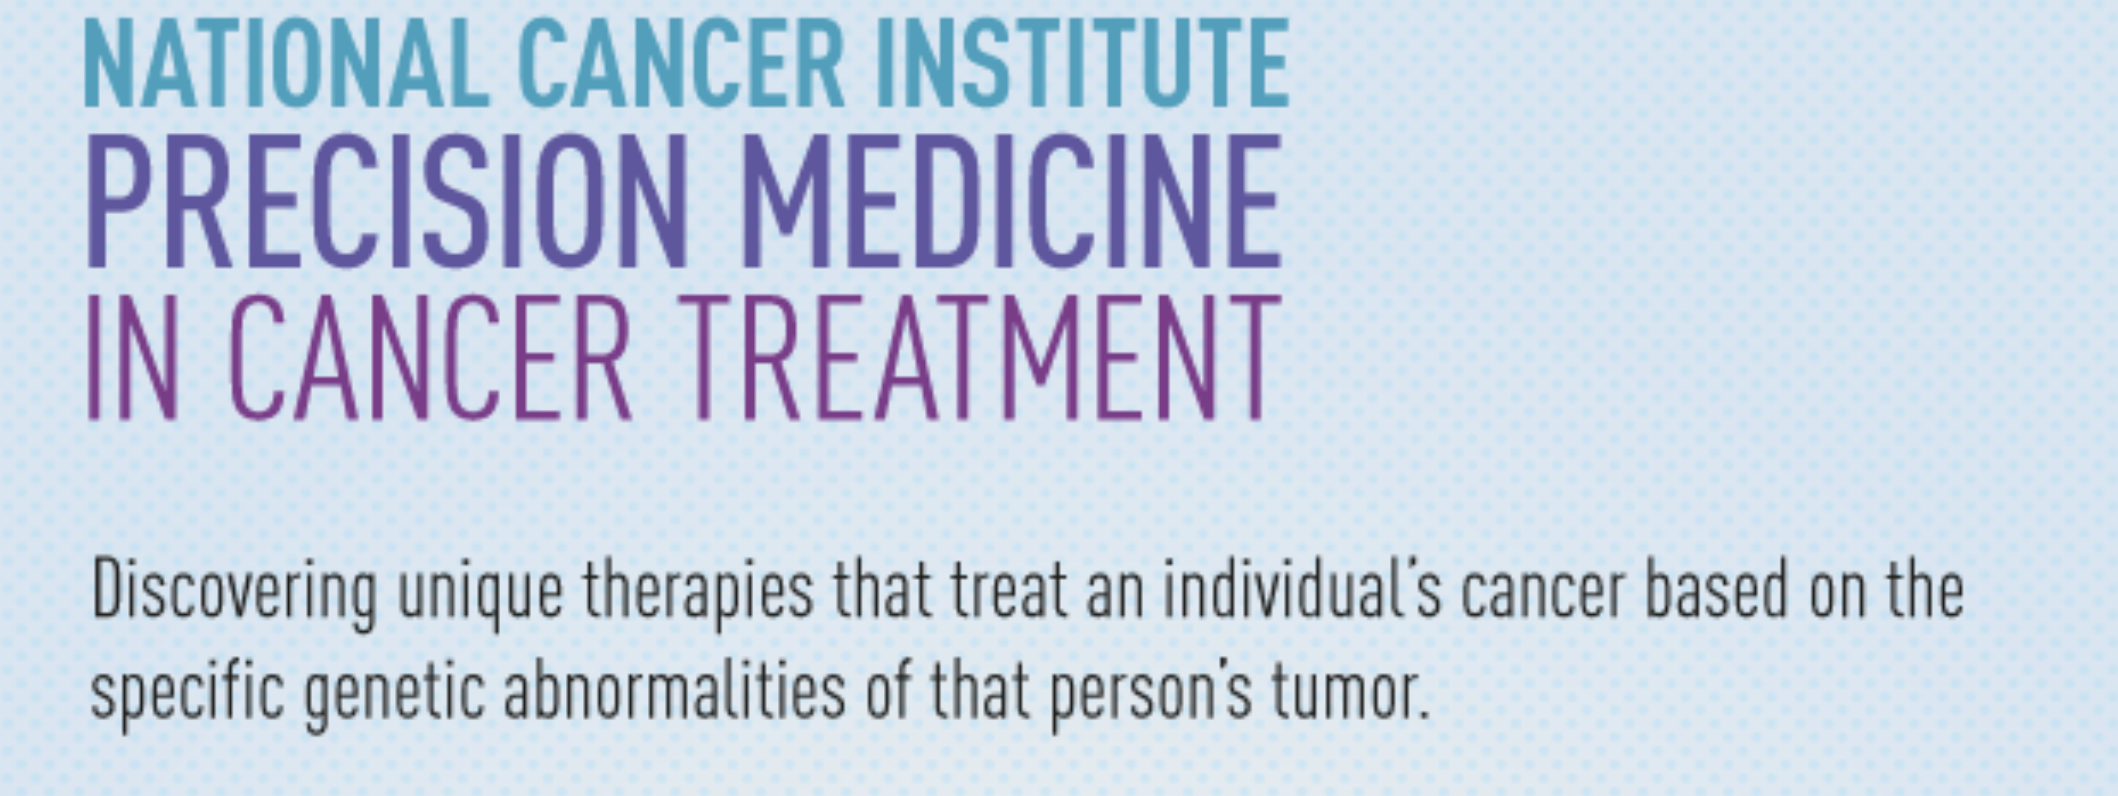 NATIONAL CANCER INSTITUTE
PRECISION MEDICINE
IN CANCER TREATMENT
Discovering unique therapies that treat an individual's cancer based on the
specific genetic abnormalities of that person's tumor.